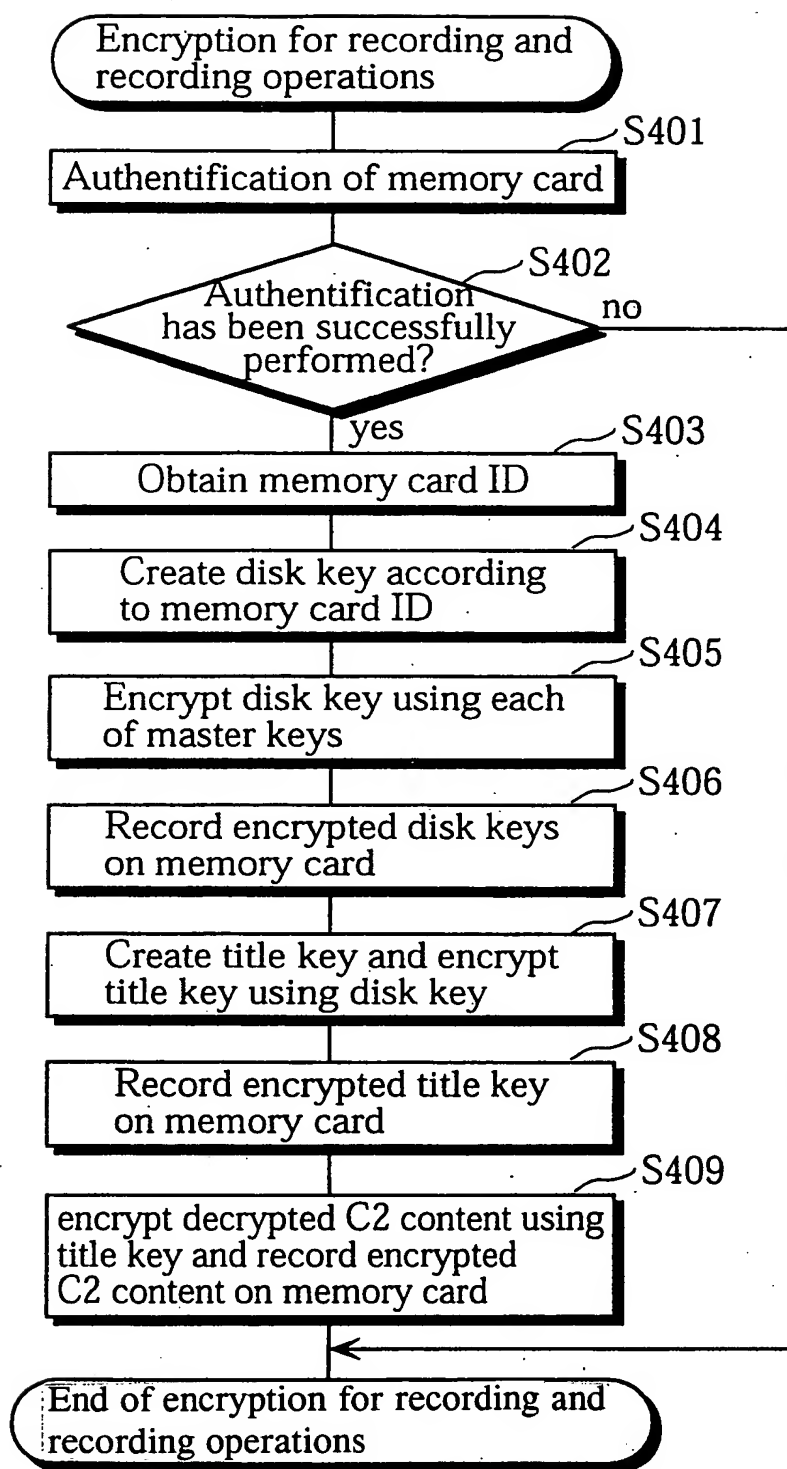 Encryption for recording and
recording operations
S401
Authentification of memory card
S402
Authentification
has been successfully
performed?
no
yes
S403
Obtain memory card ID
S404
Create disk key according
to memory card ID
S405
Encrypt disk key using each
of master keys
S406
Record encrypted disk keys
on memory card
S407
Create title key and encrypt
title key using disk key
S408
Record encrypted title key
on memory card
S409
encrypt decrypted C2 content using
title key and record encrypted
C2 content on memory card
End of encryption for recording and
recording operations